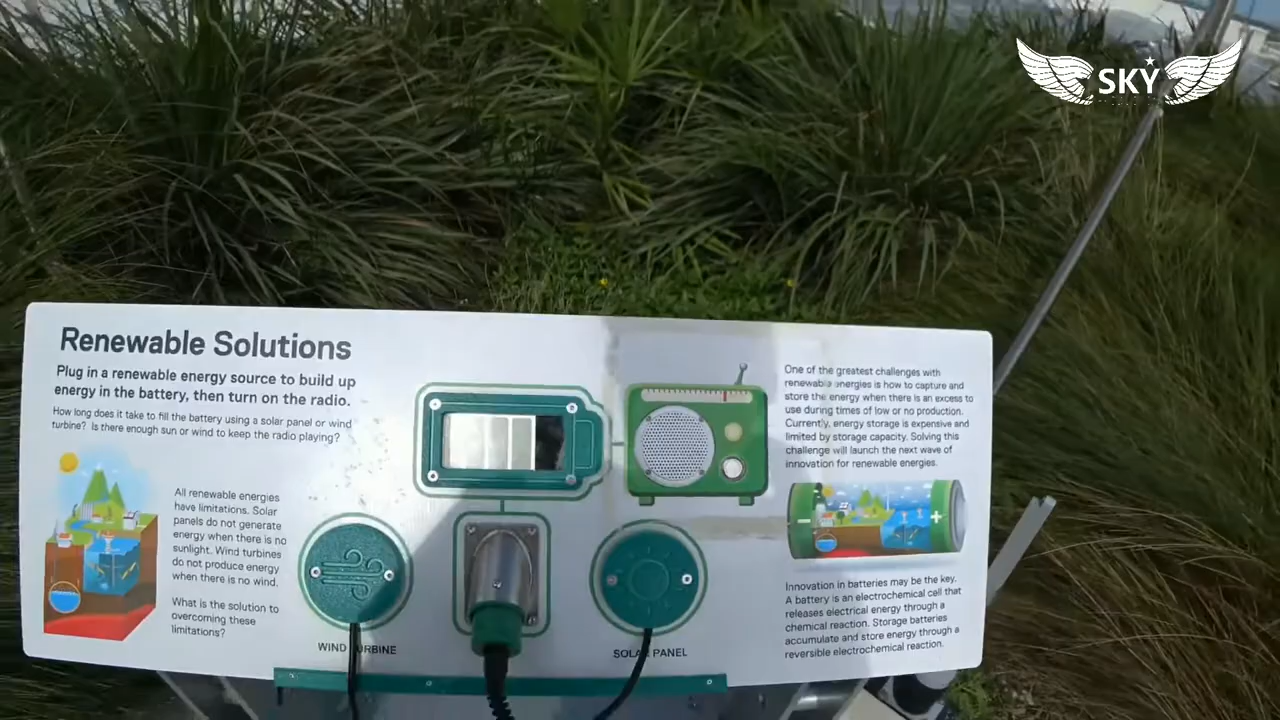 SKY
Renewable Solutions
Plug in a renewable energy source to build up
energy in the battery, then turn on the radio.
How long does it take to fill the battery using a solar panel or wind
turbine? Is there enough sun or wind to keep the radio playing?
All renewable energies
have limitations. Solar
panels do not generate
energy when there is no
sunlight. Wind turbines
do not produce energy
when there is no wind.
What is the solution to
overcoming these
limitations?
WIND TURBINE
SOLAR PANEL
One of the greatest challenges with
renewable energies is how to capture and
store the energy when there is an excess to
use during times of low or no production.
Currently, energy storage is expensive and
limited by storage capacity. Solving this
challenge will launch the next wave of
innovation for renewable energies.
Innovation in batteries may be the key.
A battery is an electrochemical cell that
releases electrical energy through a
chemical reaction. Storage batteries
accumulate and store energy through a
reversible electrochemical reaction.